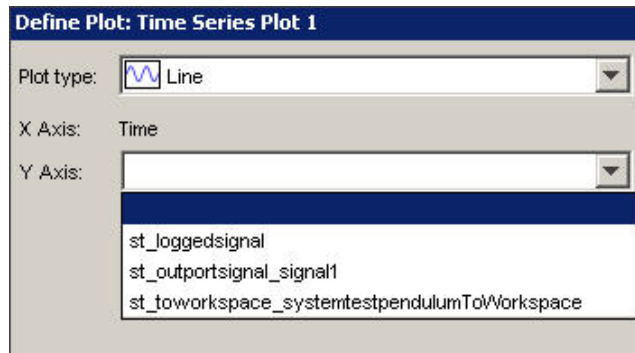 Define Plot: Time Series Plot 1
Plot type: Line
X Axis: Time
Y Axis:
st_loggedsignal
st_outportsignal_signal1
st_toworkspace_systemtestpendulumToWorkspace